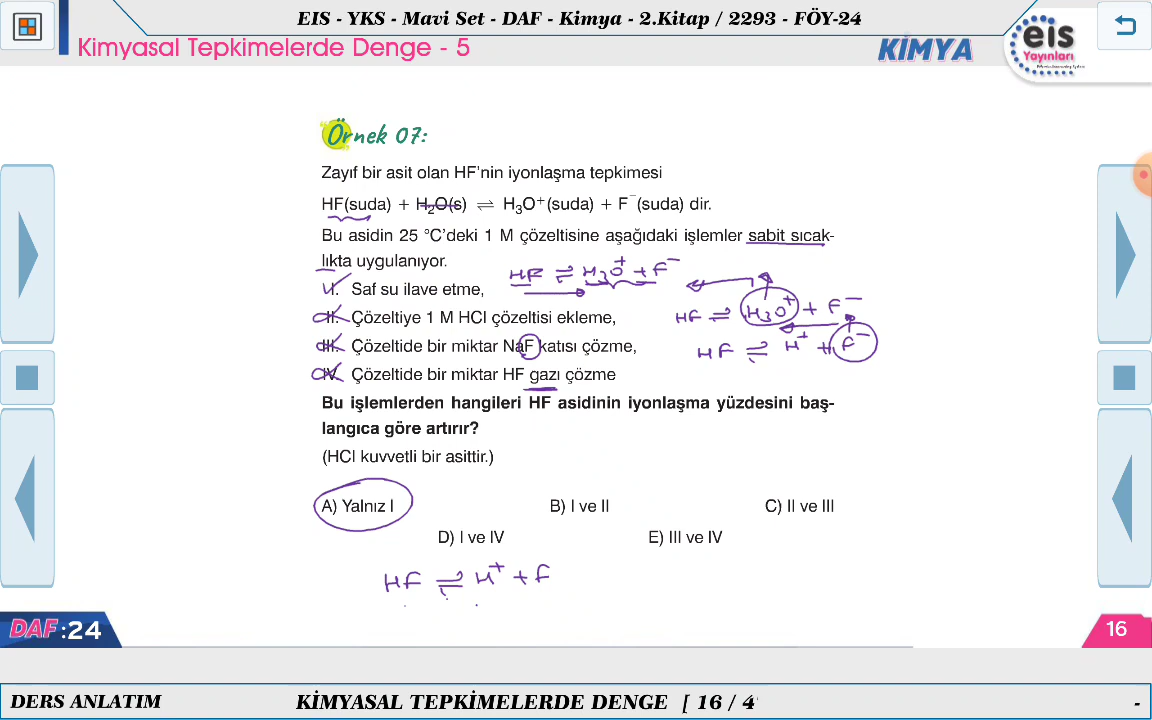 EIS - YKS - Mavi Set - DAF - Kimya - 2.Kitap / 2293 - FÖY-24
Kimyasal Tepkimelerde Denge - 5
KİMYA
eis
Yayınları
Örnek 07:
Zayıf bir asit olan HF'nin iyonlaşma tepkimesi
HF(suda) + H₂O(s) ⇌ H₃O⁺(suda) + F⁻(suda) dir.
Bu asidin 25 °C'deki 1 M çözeltisine aşağıdaki işlemler sabit sıcak-
lıkta uygulanıyor.
HF ⇌ H₃O⁺ + F⁻
I. Saf su ilave etme,
II. Çözeltiye 1 M HCl çözeltisi ekleme,
HF ⇌ H₃O⁺ + F⁻
III. Çözeltide bir miktar NaF katısı çözme,
HF ⇌ H⁺ + F⁻
IV. Çözeltide bir miktar HF gazı çözme
Bu işlemlerden hangileri HF asidinin iyonlaşma yüzdesini baş-
langıca göre artırır?
(HCl kuvvetli bir asittir.)
A) Yalnız I B) I ve II C) II ve III
D) I ve IV E) III ve IV
HF ⇌ H⁺ + F
DAF :24
16
DERS ANLATIM KİMYASAL TEPKİMELERDE DENGE [ 16 / 4 -